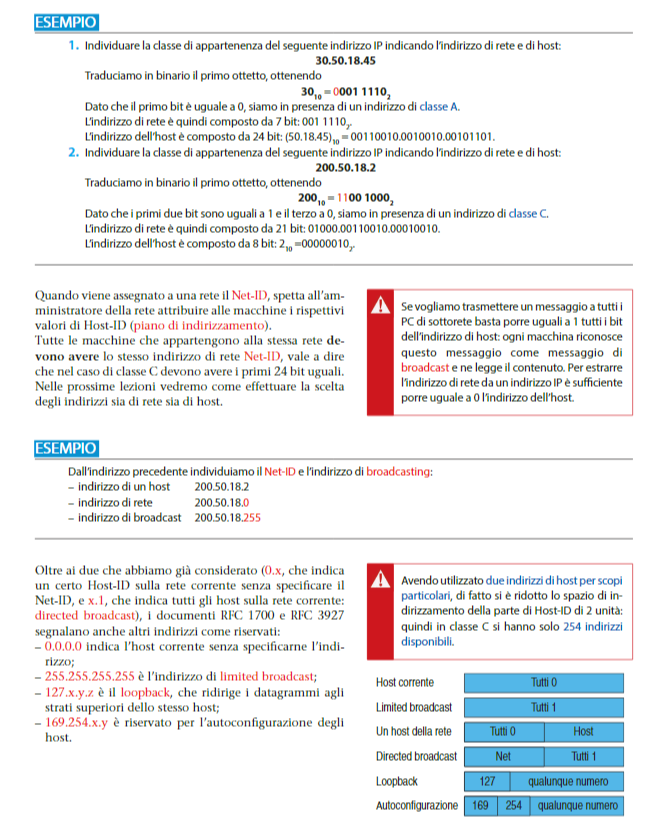 ESEMPIO
1. Individuare la classe di appartenenza del seguente indirizzo IP indicando l'indirizzo di rete e di host:
30.50.18.45
Traduciamo in binario il primo ottetto, ottenendo
30₁₀ = 0001 1110₂
Dato che il primo bit è uguale a 0, siamo in presenza di un indirizzo di classe A.
L'indirizzo di rete è quindi composto da 7 bit: 001 1110₂.
L'indirizzo dell'host è composto da 24 bit: (50.18.45)₁₀ = 00110010.0010010.00101101.
2. Individuare la classe di appartenenza del seguente indirizzo IP indicando l'indirizzo di rete e di host:
200.50.18.2
Traduciamo in binario il primo ottetto, ottenendo
200₁₀ = 1100 1000₂
Dato che i primi due bit sono uguali a 1 e il terzo a 0, siamo in presenza di un indirizzo di classe C.
L'indirizzo di rete è quindi composto da 21 bit: 01000.00110010.00010010.
L'indirizzo dell'host è composto da 8 bit: 2₁₀ =00000010₂.
Quando viene assegnato a una rete il Net-ID, spetta all'am-
ministratore della rete attribuire alle macchine i rispettivi
valori di Host-ID (piano di indirizzamento).
Tutte le macchine che appartengono alla stessa rete de-
vono avere lo stesso indirizzo di rete Net-ID, vale a dire
che nel caso di classe C devono avere i primi 24 bit uguali.
Nelle prossime lezioni vedremo come effettuare la scelta
degli indirizzi sia di rete sia di host.
Se vogliamo trasmettere un messaggio a tutti i
PC di sottorete basta porre uguali a 1 tutti i bit
dell'indirizzo di host: ogni macchina riconosce
questo messaggio come messaggio di
broadcast e ne legge il contenuto. Per estrarre
l'indirizzo di rete da un indirizzo IP è sufficiente
porre uguale a 0 l'indirizzo dell'host.
ESEMPIO
Dall'indirizzo precedente individuiamo il Net-ID e l'indirizzo di broadcasting:
– indirizzo di un host 200.50.18.2
– indirizzo di rete 200.50.18.0
– indirizzo di broadcast 200.50.18.255
Oltre ai due che abbiamo già considerato (0.x, che indica
un certo Host-ID sulla rete corrente senza specificare il
Net-ID, e x.1, che indica tutti gli host sulla rete corrente:
directed broadcast), i documenti RFC 1700 e RFC 3927
segnalano anche altri indirizzi come riservati:
– 0.0.0.0 indica l'host corrente senza specificarne l'indi-
rizzo;
– 255.255.255.255 è l'indirizzo di limited broadcast;
– 127.x.y.z è il loopback, che ridirige i datagrammi agli
strati superiori dello stesso host;
– 169.254.x.y è riservato per l'autoconfigurazione degli
host.
Avendo utilizzato due indirizzi di host per scopi
particolari, di fatto si è ridotto lo spazio di in-
dirizzamento della parte di Host-ID di 2 unità:
quindi in classe C si hanno solo 254 indirizzi
disponibili.
Host corrente Tutti 0
Limited broadcast Tutti 1
Un host della rete Tutti 0 Host
Directed broadcast Net Tutti 1
Loopback 127 qualunque numero
Autoconfigurazione 169 254 qualunque numero